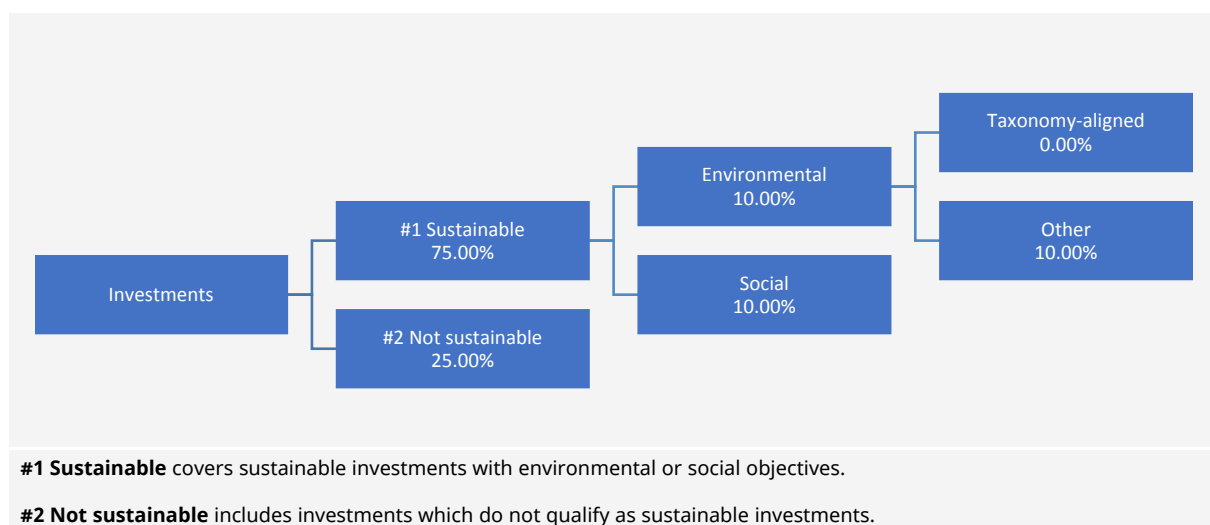 Investments
#1 Sustainable
75.00%
#2 Not sustainable
25.00%
Environmental
10.00%
Social
10.00%
Taxonomy-aligned
0.00%
Other
10.00%
#1 Sustainable covers sustainable investments with environmental or social objectives.
#2 Not sustainable includes investments which do not qualify as sustainable investments.